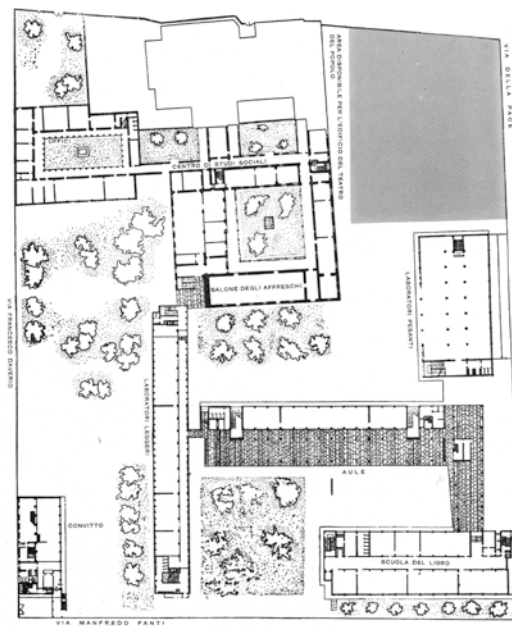 VIA DELLA PACE
AREA DISPONIBILE PER L'EDIFICIO DEL TEATRO
DEL POPOLO
UFFICI
CENTRO DI STUDI SOCIALI
SALONE DEGLI AFFRESCHI
LABORATORI PESANTI
VIA FRANCESCO DAVERIO
LABORATORI LEGGERI
AULE
CONVITTO
SCUOLA DEL LIBRO
VIA MANFREDO FANTI